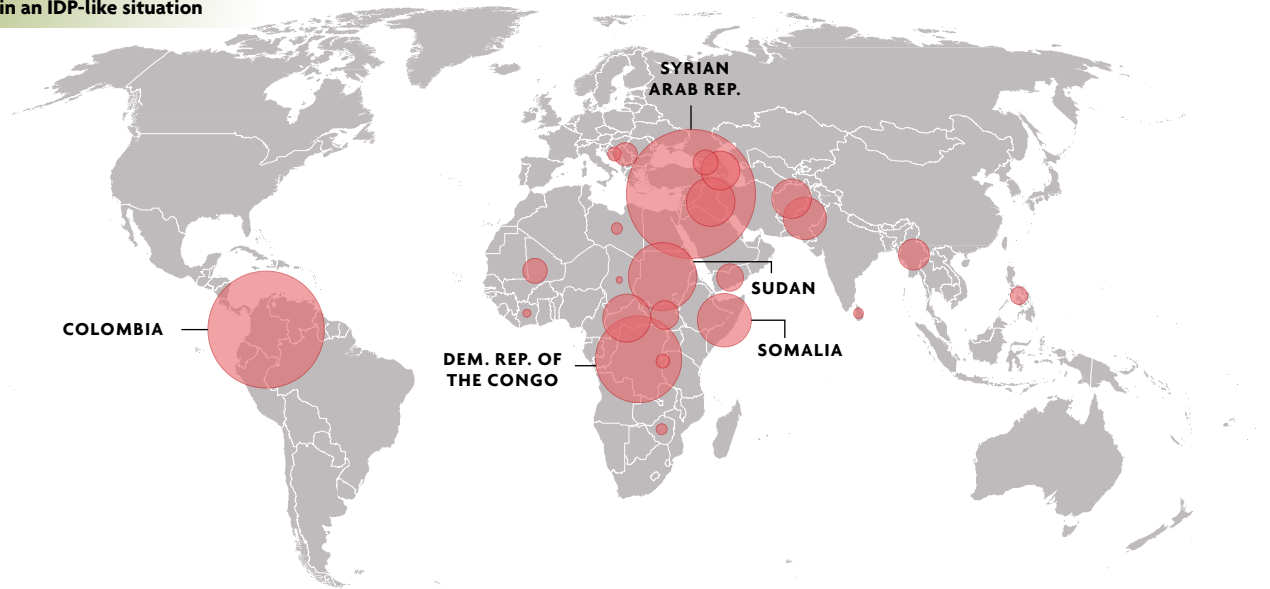 in an IDP-like situation
SYRIAN
ARAB REP.
SUDAN
COLOMBIA
SOMALIA
DEM. REP. OF
THE CONGO